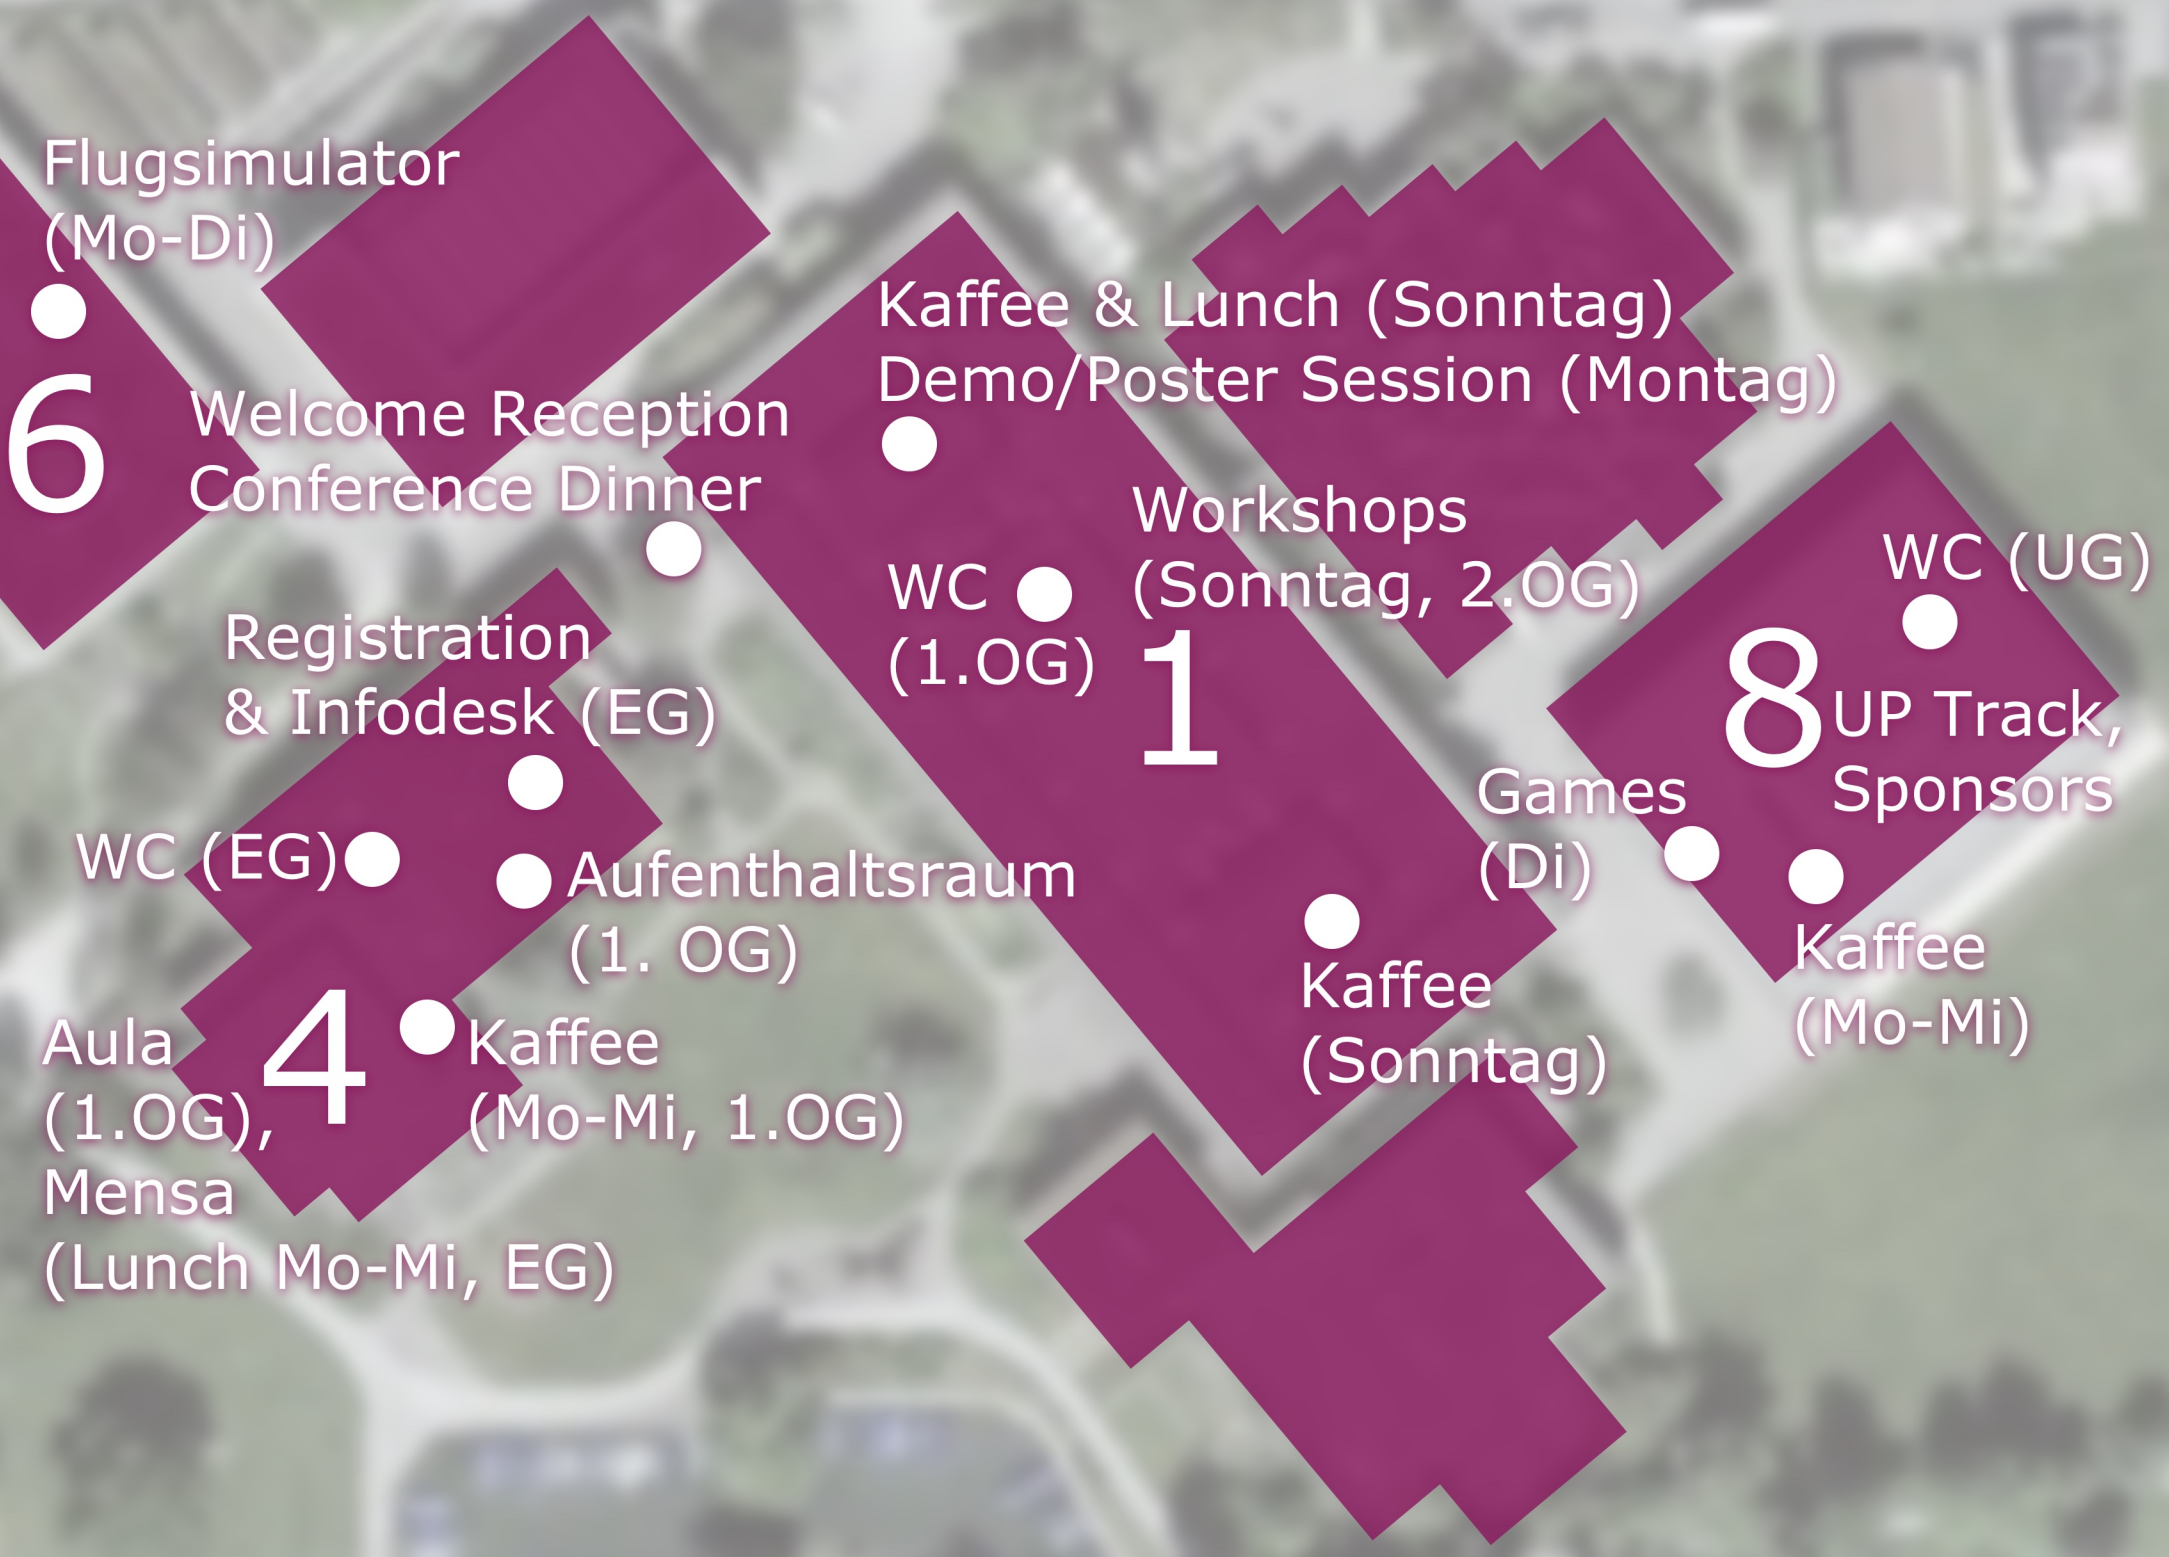 Flugsimulator
(Mo-Di)
6
Welcome Reception
Conference Dinner
Kaffee & Lunch (Sonntag)
Demo/Poster Session (Montag)
Workshops
(Sonntag, 2.OG)
WC
(1.OG)
1
WC (UG)
8
UP Track,
Sponsors
Games
(Di)
Kaffee
(Mo-Mi)
Kaffee
(Sonntag)
Registration
& Infodesk (EG)
WC (EG)
Aufenthaltsraum
(1. OG)
4
Kaffee
(Mo-Mi, 1.OG)
Aula
(1.OG),
Mensa
(Lunch Mo-Mi, EG)